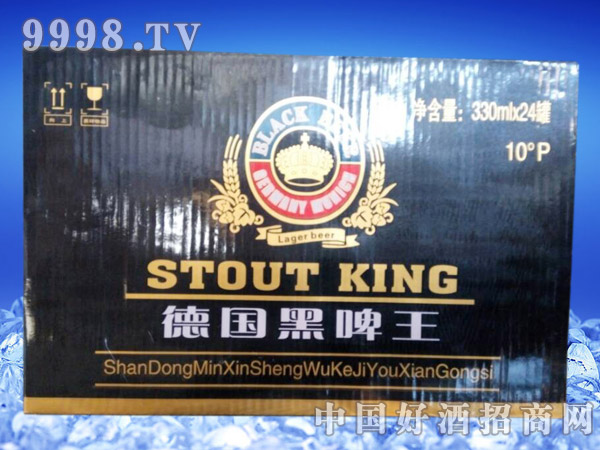 9998.TV
净含量：330mlx24罐
10°P
BLACK BEER
GERMANY MUNICH
Lager beer
STOUT KING
德国黑啤王
ShanDongMinXinShengWuKeJiYouXianGongsi
中国好酒招商网